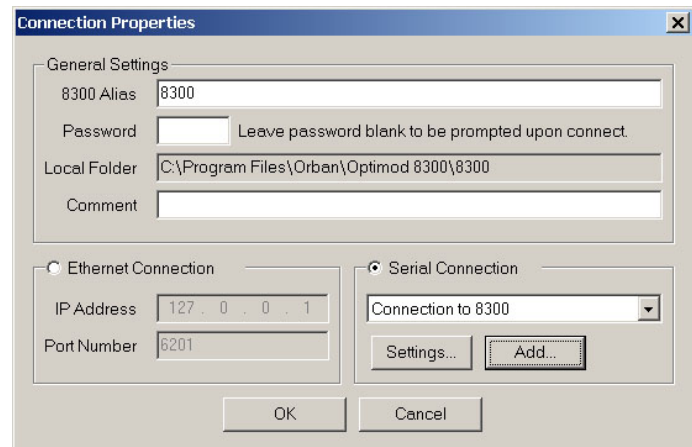 Connection Properties
General Settings
8300 Alias 8300
Password Leave password blank to be prompted upon connect.
Local Folder C:\Program Files\Orban\Optimod 8300\8300
Comment
Ethernet Connection
IP Address 127 . 0 . 0 . 1
Port Number 6201
Serial Connection
Connection to 8300
Settings... Add...
OK Cancel